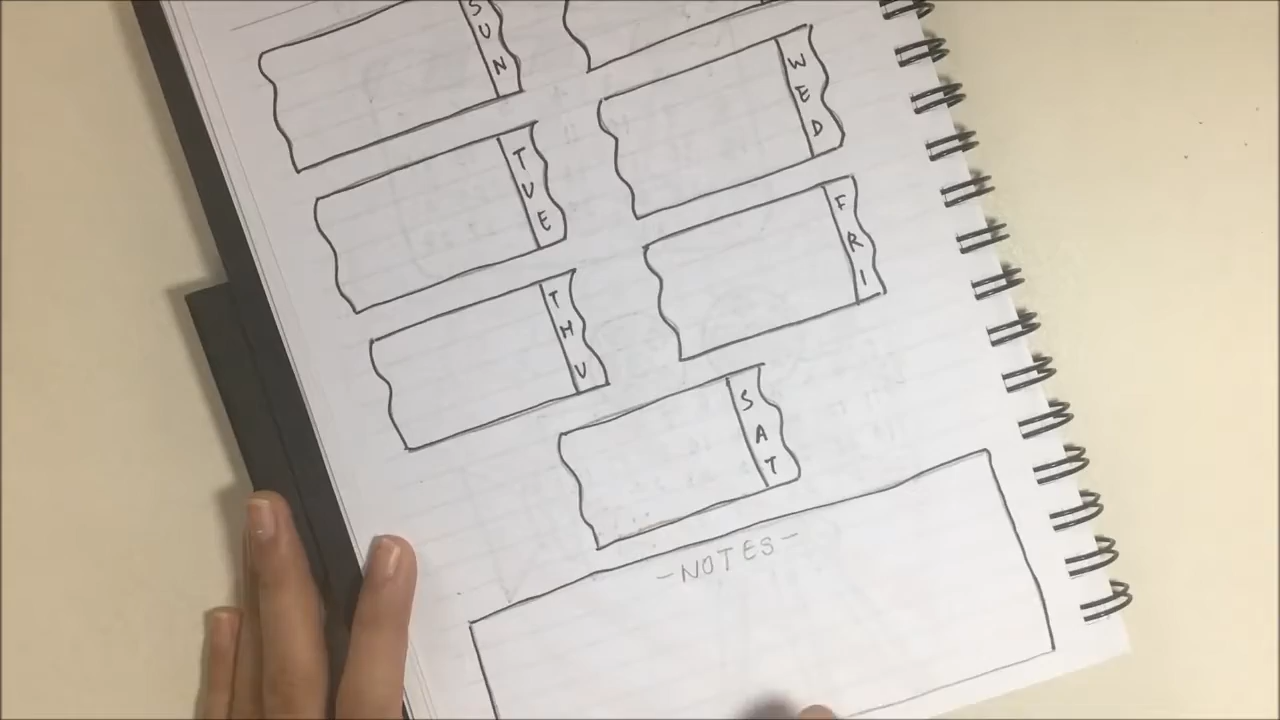 SUN
WED
TUE
FRI
THU
SAT
-NOTES-